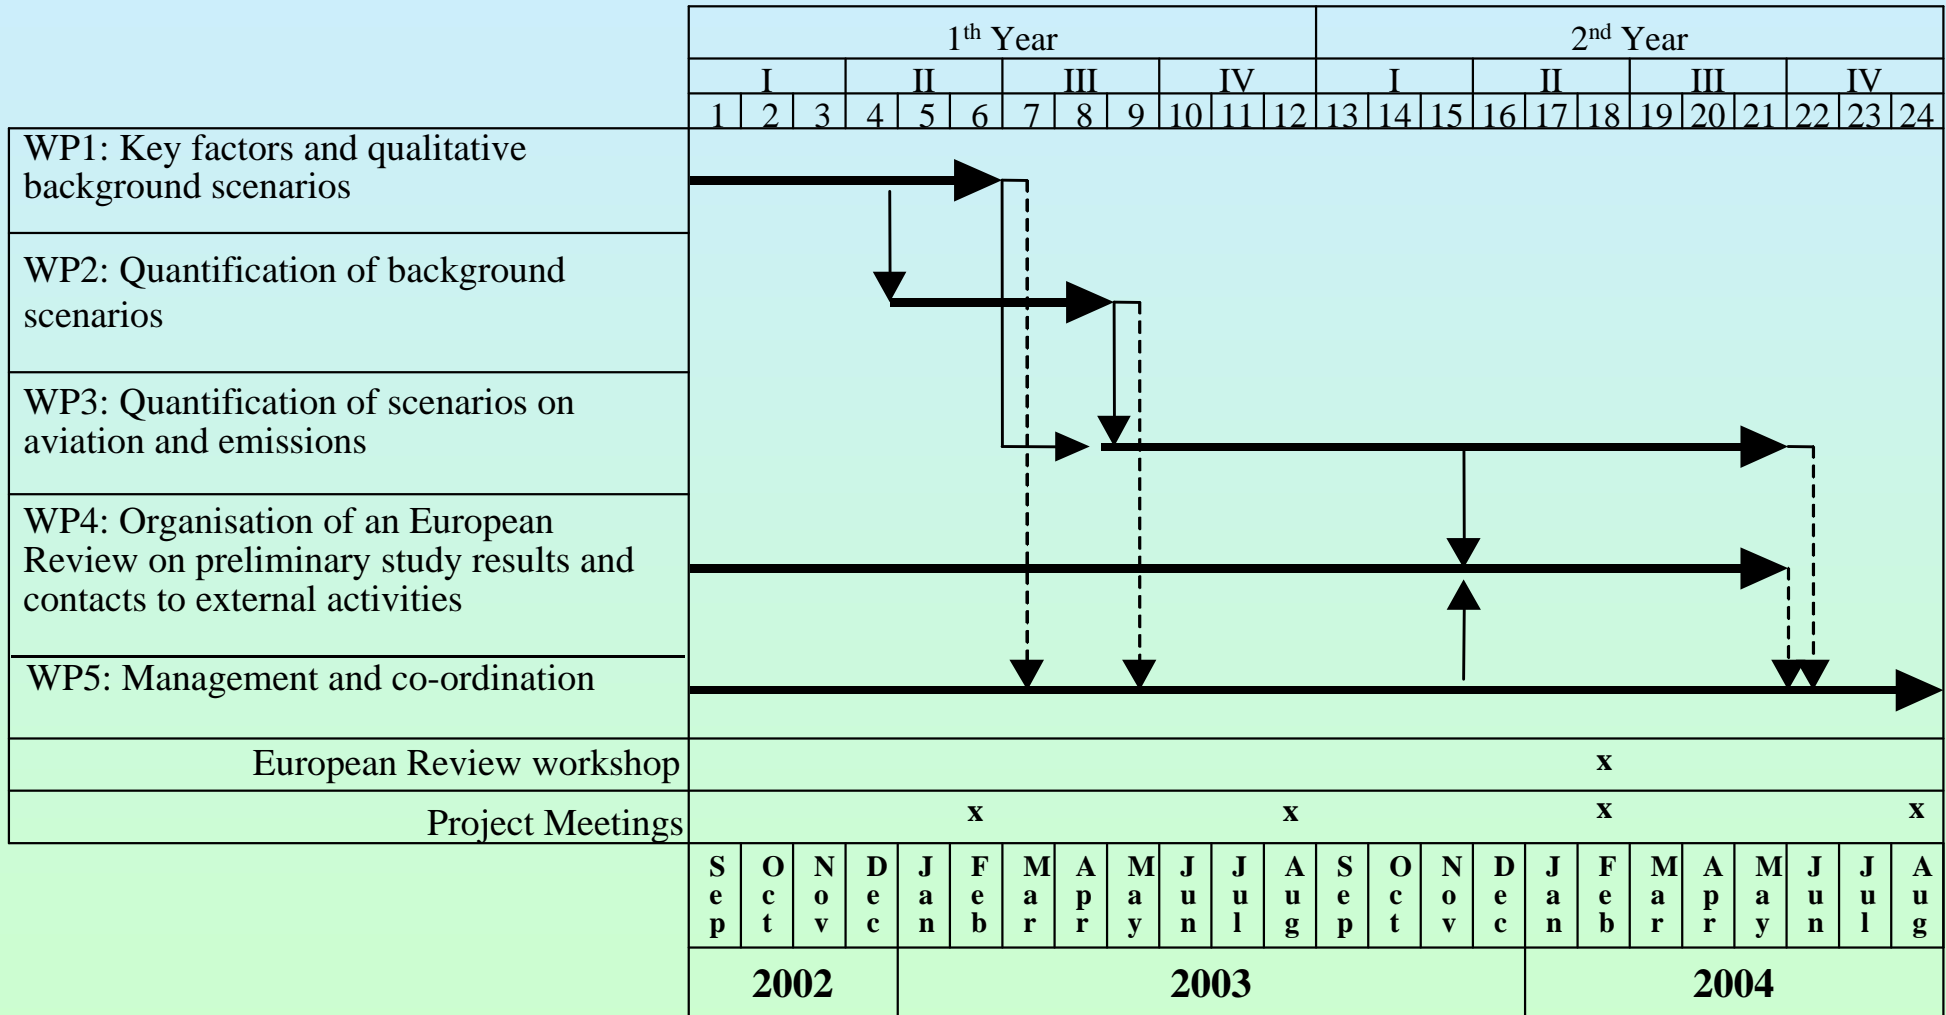 1th Year 2nd Year
I II III IV I II III IV
1 2 3 4 5 6 7 8 9 10 11 12 13 14 15 16 17 18 19 20 21 22 23 24
WP1: Key factors and qualitative
background scenarios
WP2: Quantification of background
scenarios
WP3: Quantification of scenarios on
aviation and emissions
WP4: Organisation of an European
Review on preliminary study results and
contacts to external activities
WP5: Management and co-ordination
European Review workshop x
Project Meetings x x x x
Sep Oct Nov Dec Jan Feb Mar Apr May Jun Jul Aug Sep Oct Nov Dec Jan Feb Mar Apr May Jun Jul Aug
2002 2003 2004